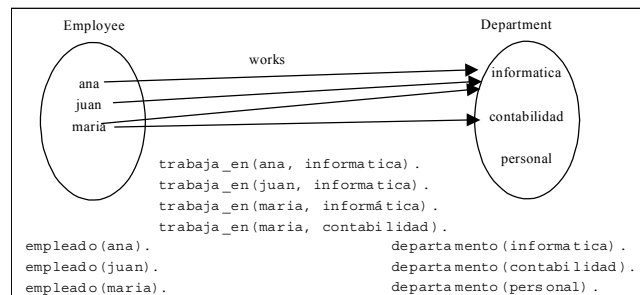 Employee
Department
works
ana
juan
maria
informatica
contabilidad
personal
trabaja_en(ana, informatica).
trabaja_en(juan, informatica).
trabaja_en(maria, informática).
trabaja_en(maria, contabilidad).
empleado(ana). departamento(informatica).
empleado(juan). departamento(contabilidad).
empleado(maria). departamento(personal).